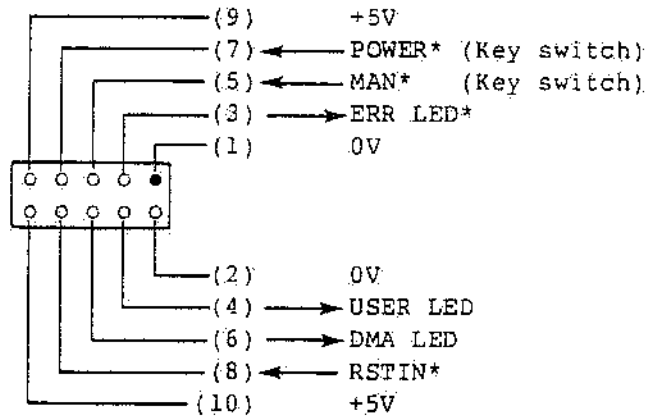 (9) +5V
(7) POWER* (Key switch)
(5) MAN* (Key switch)
(3) ERR LED*
(1) 0V
(2) 0V
(4) USER LED
(6) DMA LED
(8) RSTIN*
(10) +5V